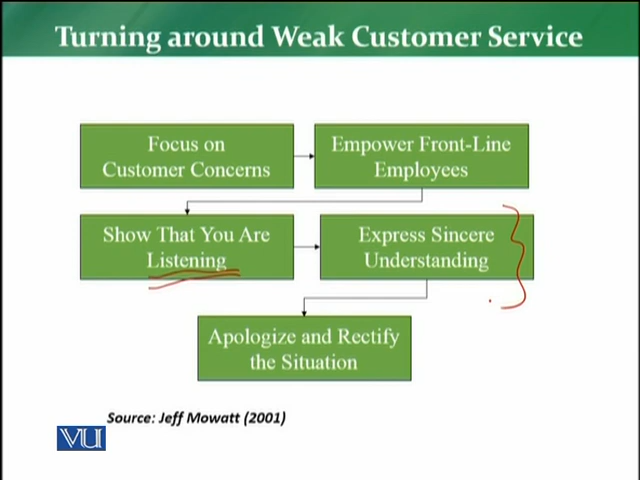 Turning around Weak Customer Service
Focus on
Customer Concerns
Empower Front-Line
Employees
Show That You Are
Listening
Express Sincere
Understanding
Apologize and Rectify
the Situation
Source: Jeff Mowatt (2001)
VU